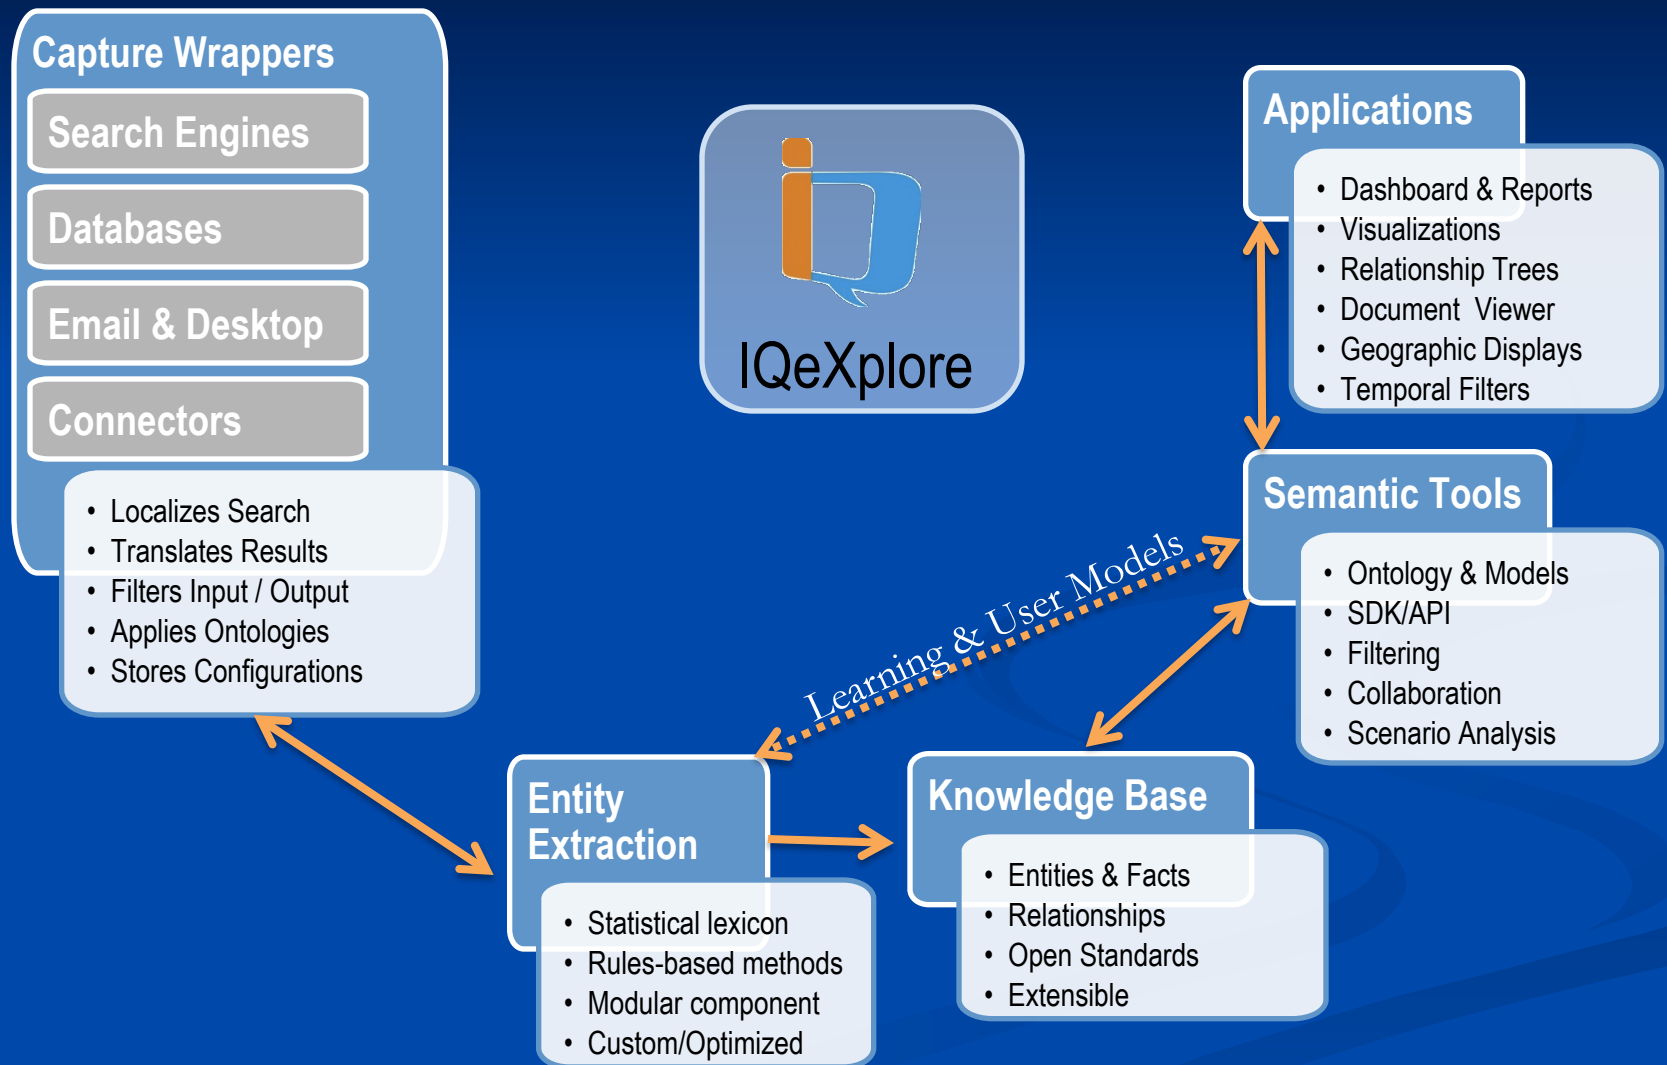 Capture Wrappers
Search Engines
Databases
Email & Desktop
Connectors
• Localizes Search
• Translates Results
• Filters Input / Output
• Applies Ontologies
• Stores Configurations
IQeXplore
Applications
• Dashboard & Reports
• Visualizations
• Relationship Trees
• Document  Viewer
• Geographic Displays
• Temporal Filters
Semantic Tools
• Ontology & Models
• SDK/API
• Filtering
• Collaboration
• Scenario Analysis
Learning & User Models
Entity
Extraction
• Statistical lexicon
• Rules-based methods
• Modular component
• Custom/Optimized
Knowledge Base
• Entities & Facts
• Relationships
• Open Standards
• Extensible